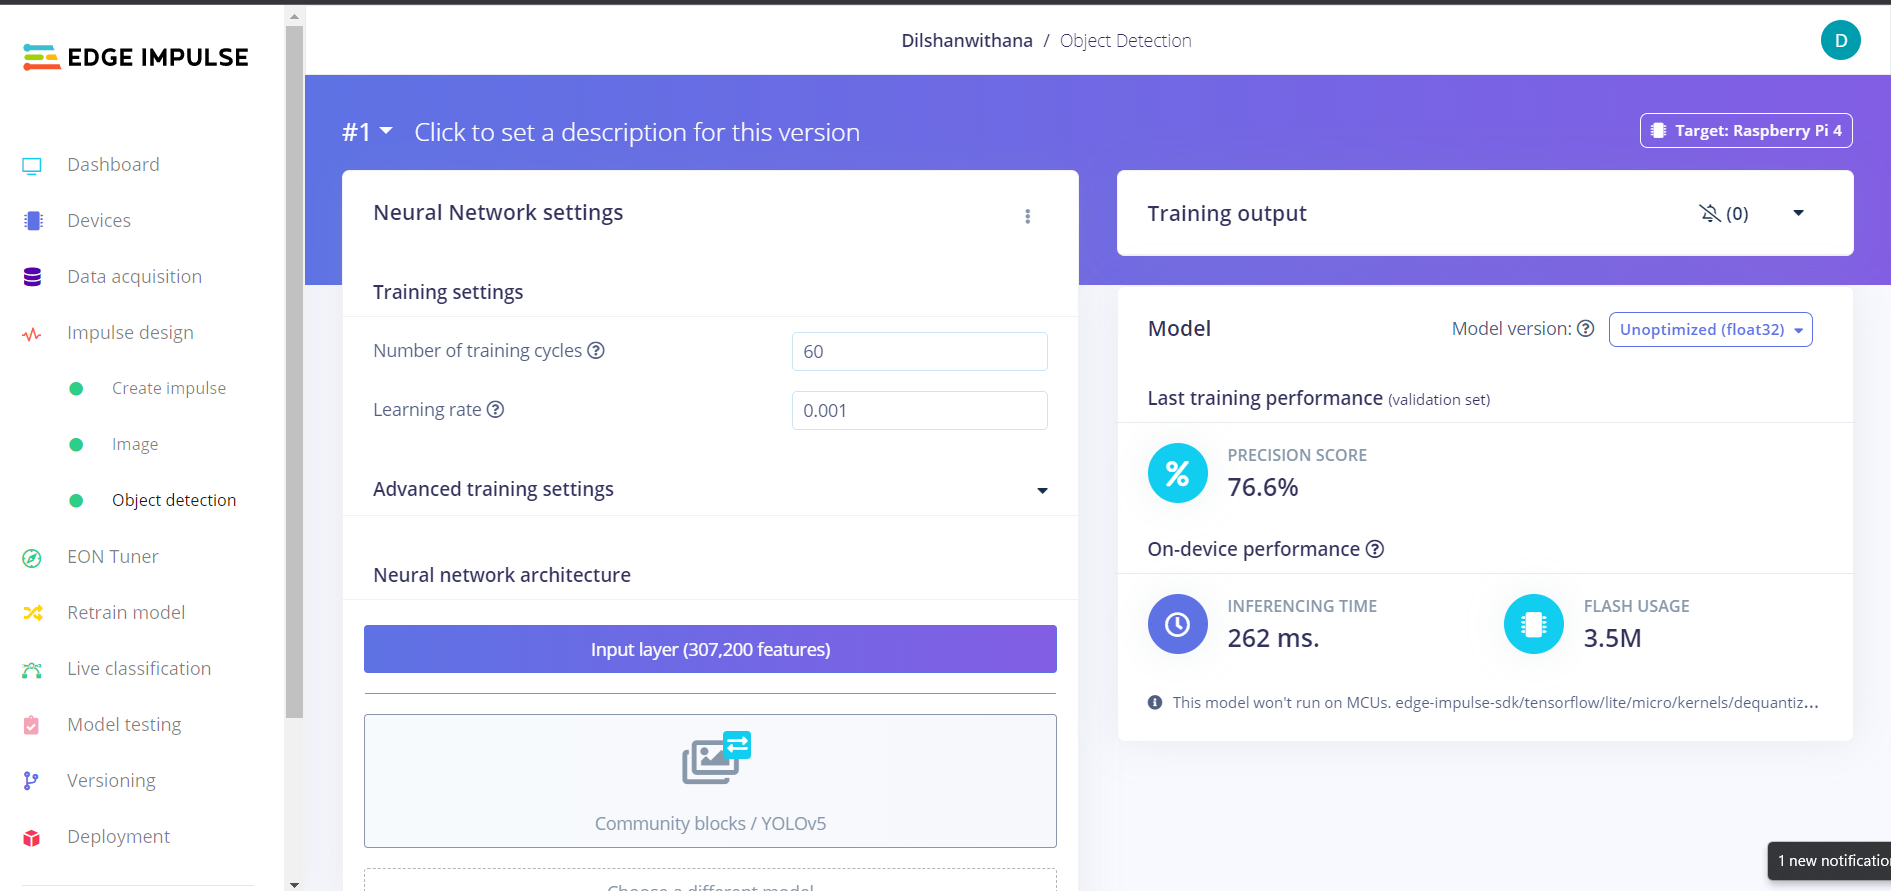 EDGE IMPULSE
Dilshanwithana / Object Detection
D
Dashboard
Devices
Data acquisition
Impulse design
Create impulse
Image
Object detection
EON Tuner
Retrain model
Live classification
Model testing
Versioning
Deployment
#1 Click to set a description for this version
Target: Raspberry Pi 4
Neural Network settings
Training settings
Number of training cycles ? 60
Learning rate ? 0.001
Advanced training settings
Neural network architecture
Input layer (307,200 features)
Community blocks / YOLOv5
Choose a different model
Training output
(0)
Model
Model version: ? Unoptimized (float32)
Last training performance (validation set)
%
PRECISION SCORE
76.6%
On-device performance ?
INFERENCING TIME
262 ms.
FLASH USAGE
3.5M
This model won't run on MCUs. edge-impulse-sdk/tensorflow/lite/micro/kernels/dequantiz...
1 new notificatio